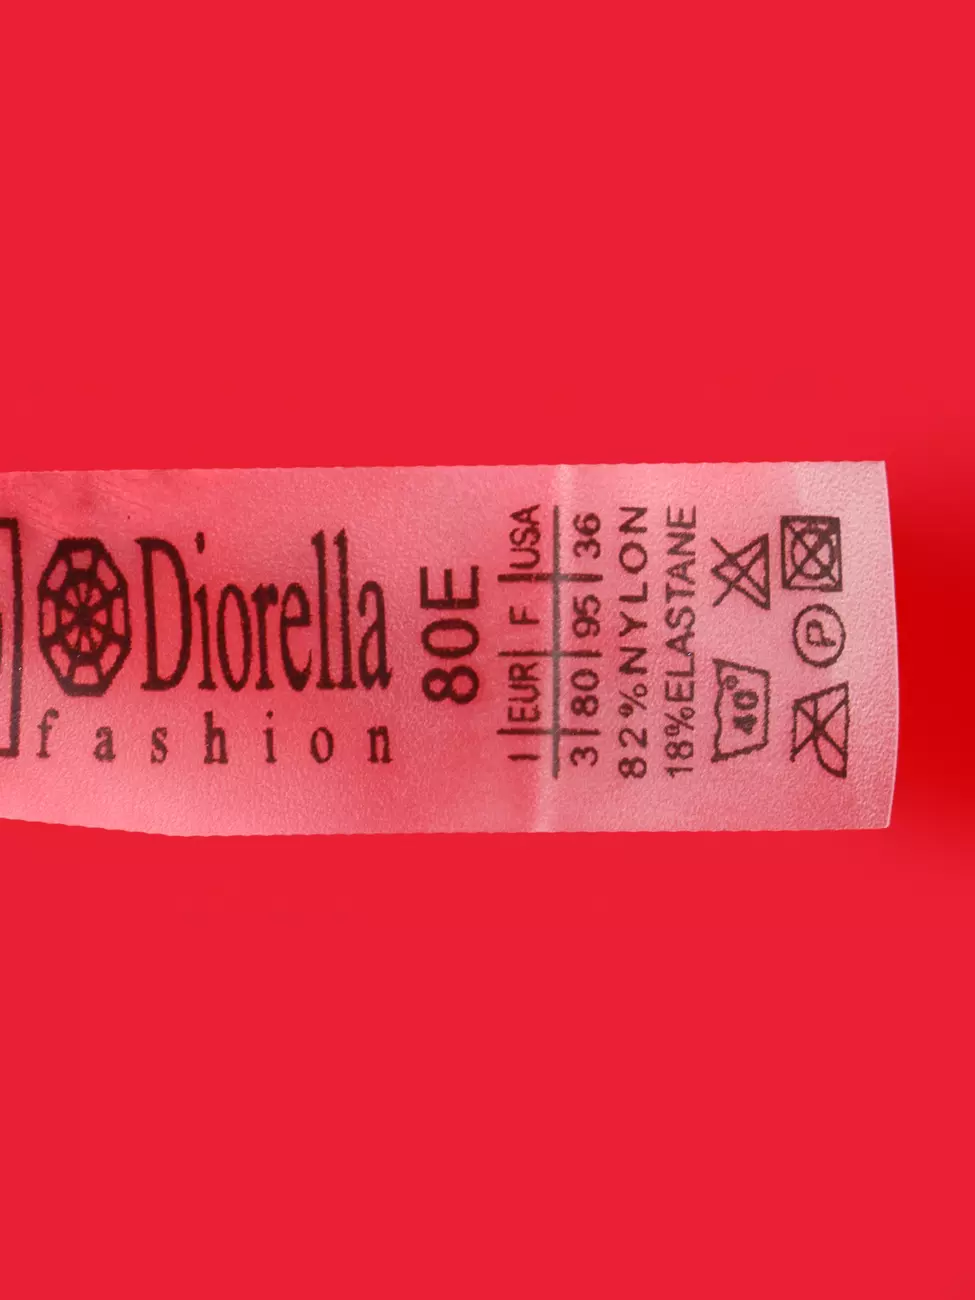 Diorella
fashion
80E
I EUR F USA
3 80 95 36
82%NYLON
18%ELASTANE
40°
P